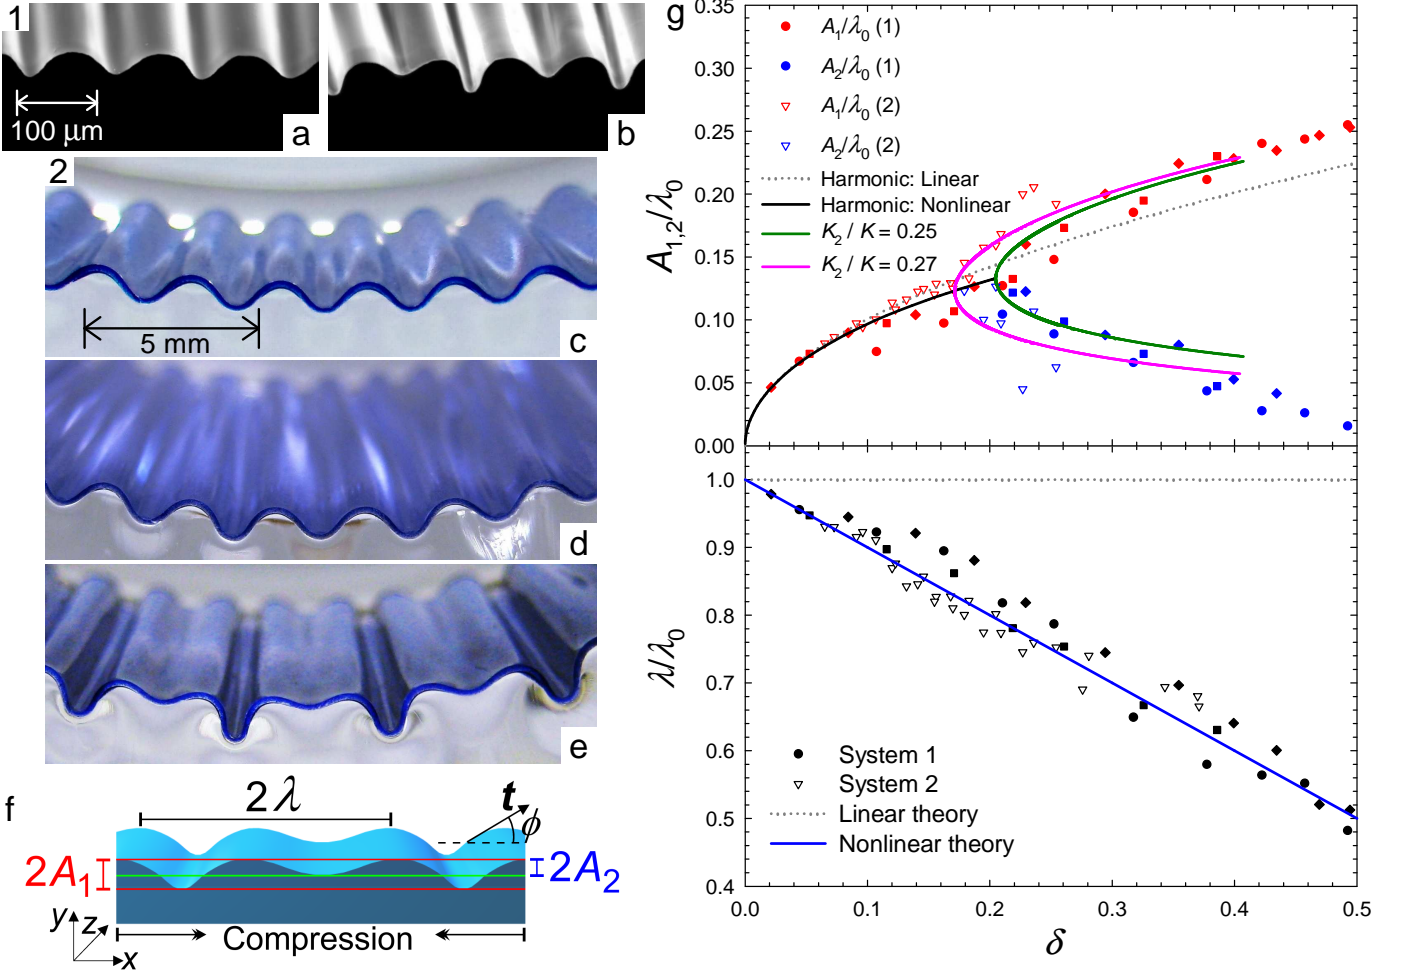 1
100 μm
a
b
2
5 mm
c
d
e
f
2λ
t
ϕ
2A1
2A2
y
z
x
Compression
g
A1,2/λ0
0.35
0.30
0.25
0.20
0.15
0.10
0.05
0.00
A1/λ0 (1)
A2/λ0 (1)
A1/λ0 (2)
A2/λ0 (2)
Harmonic: Linear
Harmonic: Nonlinear
K2 / K = 0.25
K2 / K = 0.27
λ/λ0
1.0
0.9
0.8
0.7
0.6
0.5
0.4
System 1
System 2
Linear theory
Nonlinear theory
0.0 0.1 0.2 0.3 0.4 0.5
δ